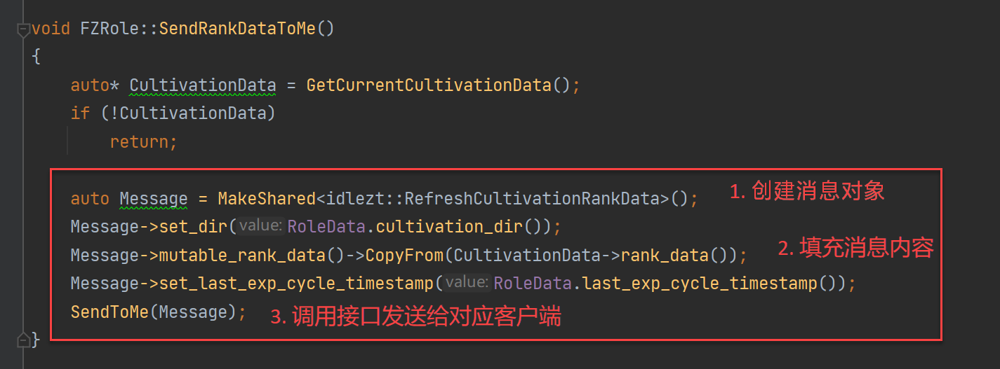 void FZRole::SendRankDataToMe()
{
auto* CultivationData = GetCurrentCultivationData();
if (!CultivationData)
return;
auto Message = MakeShared<idlezt::RefreshCultivationRankData>(); 1. 创建消息对象
Message->set_dir(value: RoleData.cultivation_dir());
Message->mutable_rank_data()->CopyFrom(CultivationData->rank_data()); 2. 填充消息内容
Message->set_last_exp_cycle_timestamp(value: RoleData.last_exp_cycle_timestamp());
SendToMe(Message); 3. 调用接口发送给对应客户端
}